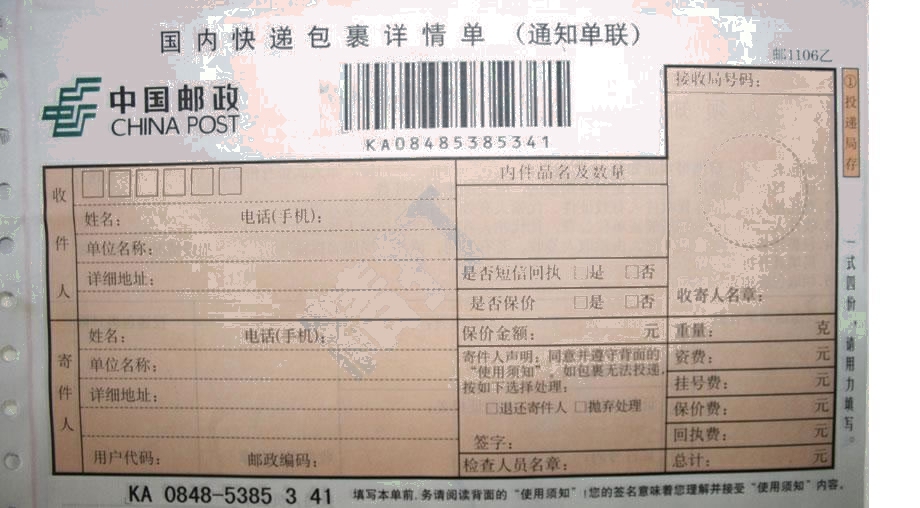 国内快递包裹详情单（通知单联）
邮1106乙
中国邮政
CHINA POST
KA08485385341
接收局号码：
①投递局存
收件人
姓名：
电话(手机)：
单位名称：
详细地址：
内件品名及数量
是否短信回执 □是 □否
是否保价 □是 □否
收寄人名章：
一式四份，请用力填写。
寄件人
姓名：
电话(手机)：
单位名称：
详细地址：
用户代码：
邮政编码：
保价金额： 元
寄件人声明：同意并遵守背面的
“使用须知”，如包裹无法投递，
按如下选择处理：
□退还寄件人 □抛弃处理
签字：
检查人员名章：
重量： 克
资费： 元
挂号费： 元
保价费： 元
回执费： 元
总计： 元
KA 0848-5385 3 41
填写本单前，务请阅读背面的“使用须知”！您的签名意味着您理解并接受“使用须知”内容。